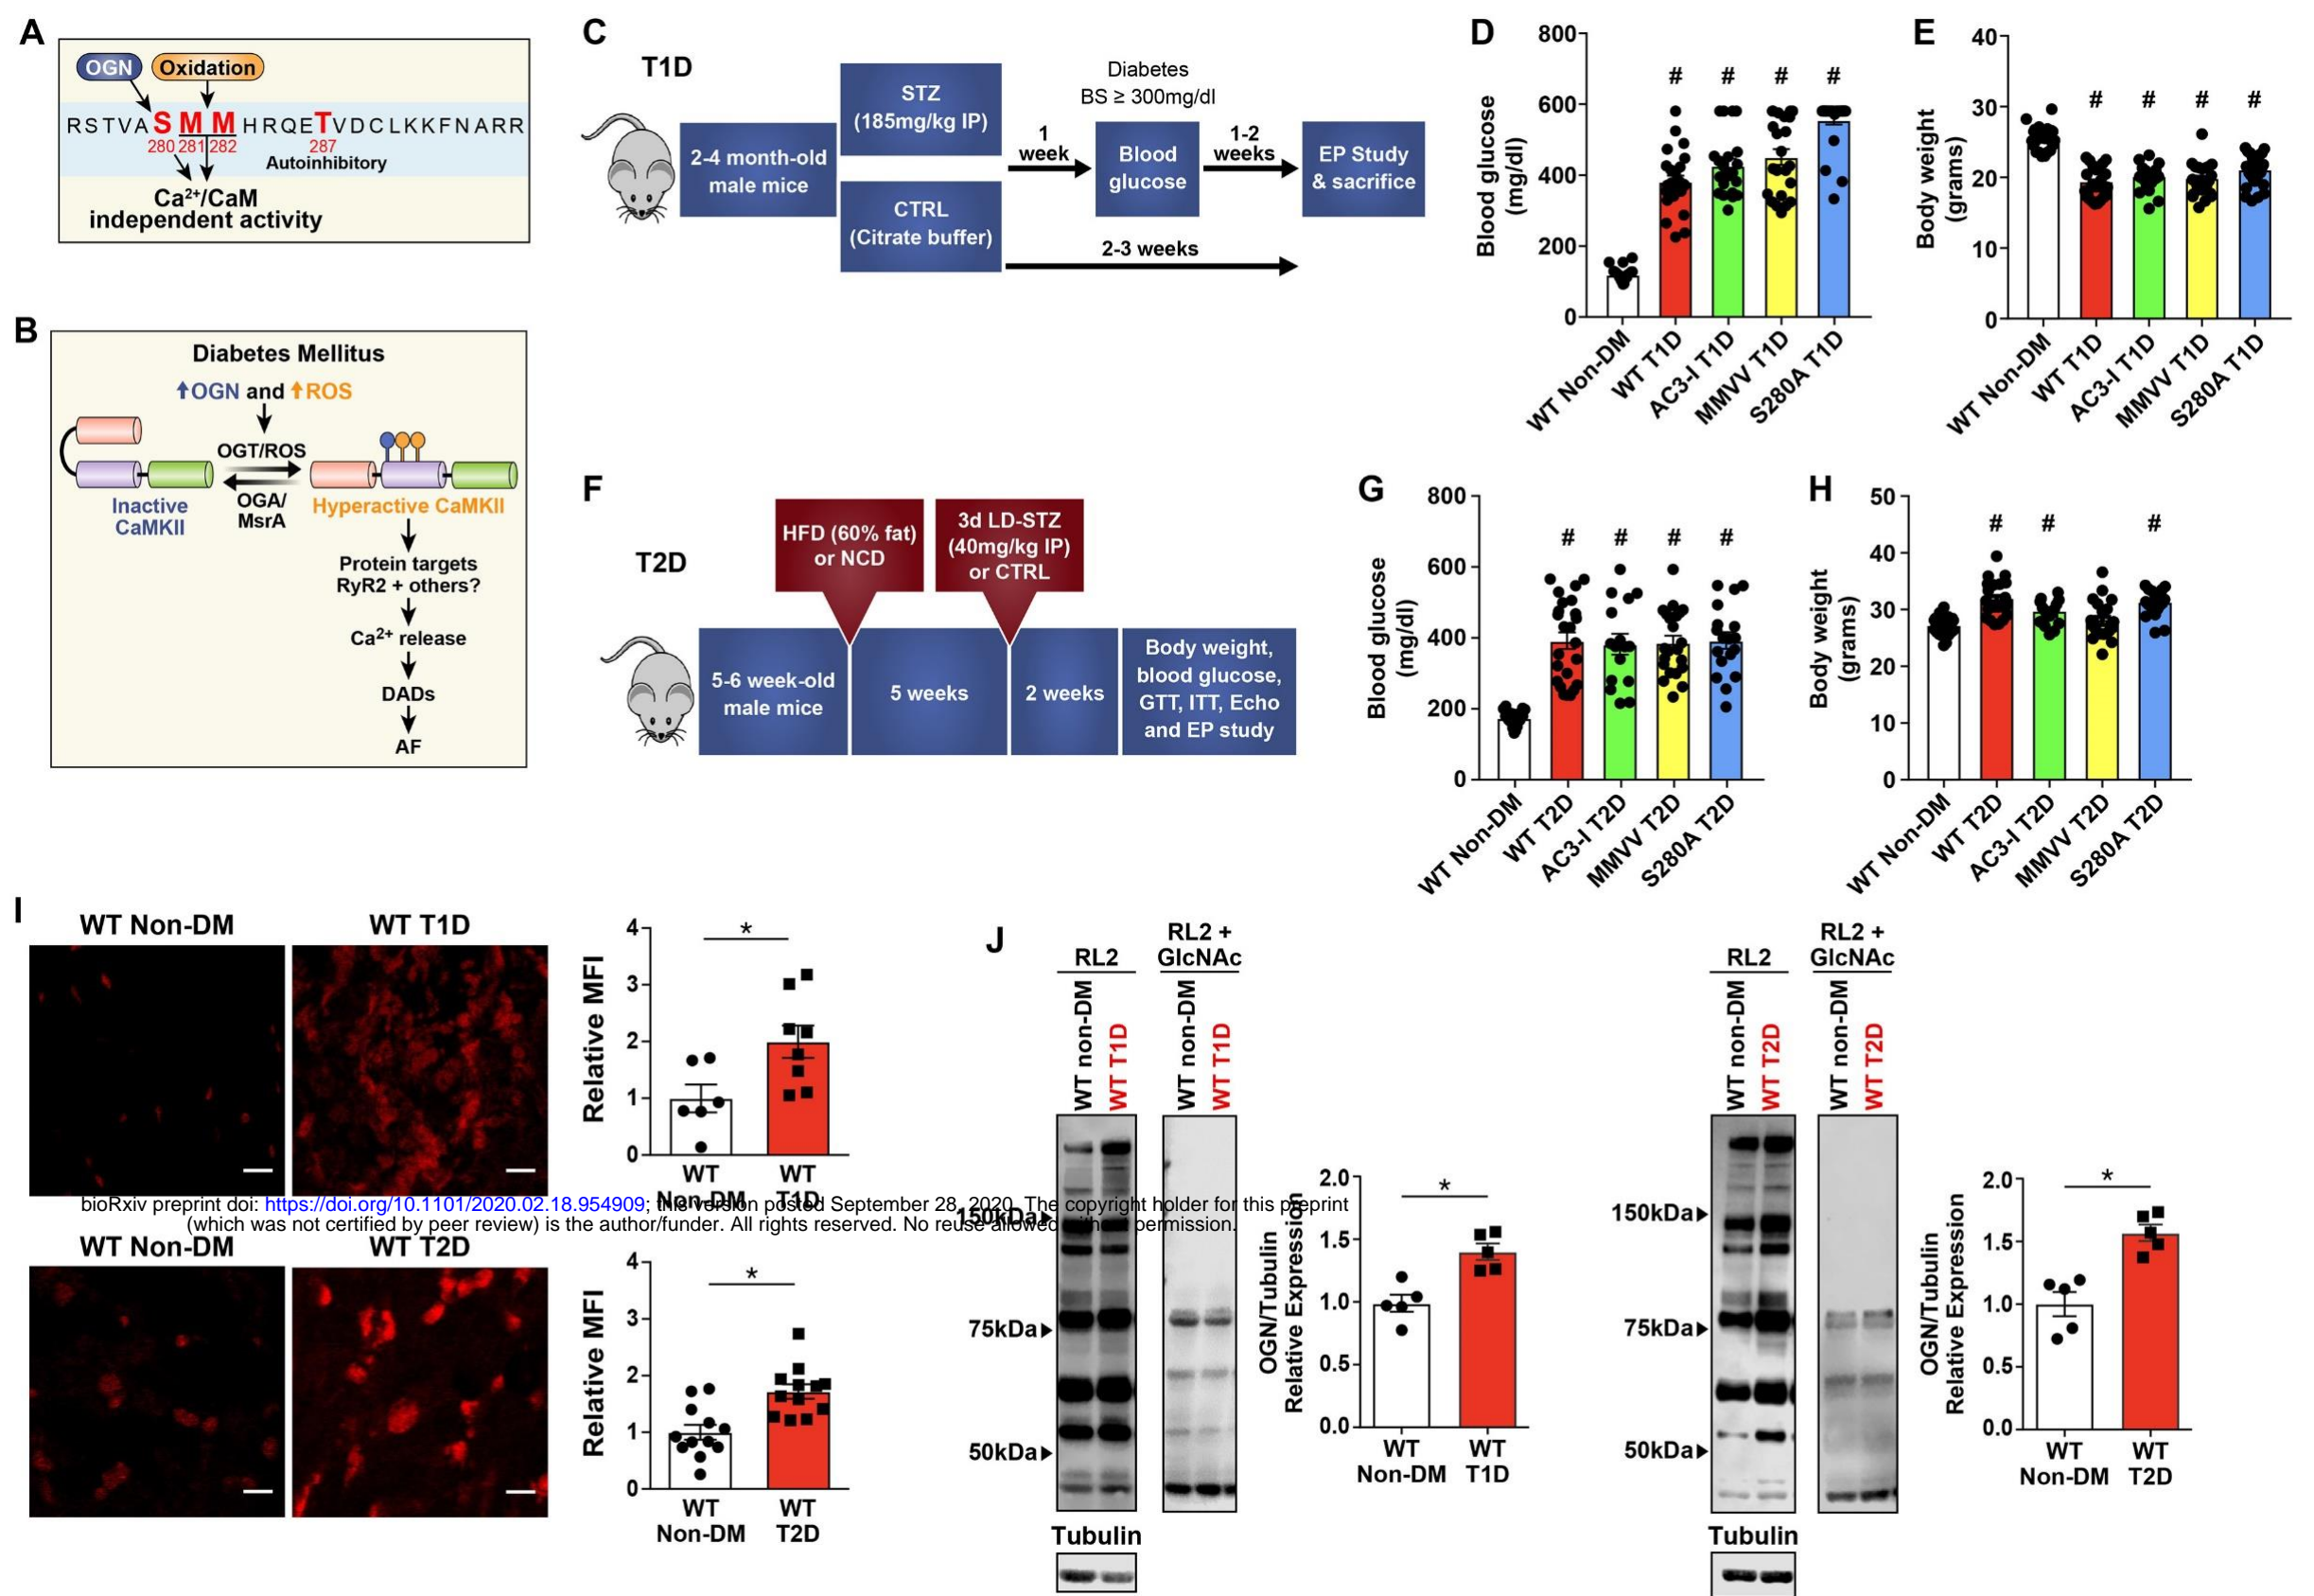 A
OGN
Oxidation
RSTVASMMHRQETVDCLKKFNARR
280 281 282 287
Autoinhibitory
Ca2+/CaM
independent activity
B
Diabetes Mellitus
↑OGN and ↑ROS
OGT/ROS
OGA/
MsrA
Inactive
CaMKII
Hyperactive CaMKII
Protein targets
RyR2 + others?
Ca2+ release
DADs
AF
C
T1D
2-4 month-old
male mice
STZ
(185mg/kg IP)
CTRL
(Citrate buffer)
1
week
Diabetes
BS ≥ 300mg/dl
Blood
glucose
1-2
weeks
EP Study
& sacrifice
2-3 weeks
D
Blood glucose
(mg/dl)
800
600
400
200
0
# # # #
WT Non-DM
WT T1D
AC3-I T1D
MMVV T1D
S280A T1D
E
Body weight
(grams)
40
30
20
10
0
# # # #
WT Non-DM
WT T1D
AC3-I T1D
MMVV T1D
S280A T1D
F
T2D
HFD (60% fat)
or NCD
3d LD-STZ
(40mg/kg IP)
or CTRL
5-6 week-old
male mice
5 weeks
2 weeks
Body weight,
blood glucose,
GTT, ITT, Echo
and EP study
G
Blood glucose
(mg/dl)
800
600
400
200
0
# # # #
WT Non-DM
WT T2D
AC3-I T2D
MMVV T2D
S280A T2D
H
Body weight
(grams)
50
40
30
20
10
0
# # #
WT Non-DM
WT T2D
AC3-I T2D
MMVV T2D
S280A T2D
I
WT Non-DM
WT T1D
Relative MFI
4
3
2
1
0
*
WT
Non-DM
WT
T1D
bioRxiv preprint doi: https://doi.org/10.1101/2020.02.18.954909; this version posted September 28, 2020. The copyright holder for this preprint
(which was not certified by peer review) is the author/funder. All rights reserved. No reuse allowed without permission.
WT Non-DM
WT T2D
Relative MFI
4
3
2
1
0
*
WT
Non-DM
WT
T2D
J
RL2
RL2 +
GlcNAc
WT non-DM
WT T1D
WT non-DM
WT T1D
150kDa
75kDa
50kDa
Tubulin
OGN/Tubulin
Relative Expression
2.0
1.5
1.0
0.5
0.0
*
WT
Non-DM
WT
T1D
RL2
RL2 +
GlcNAc
WT non-DM
WT T2D
WT non-DM
WT T2D
150kDa
75kDa
50kDa
Tubulin
OGN/Tubulin
Relative Expression
2.0
1.5
1.0
0.5
0.0
*
WT
Non-DM
WT
T2D